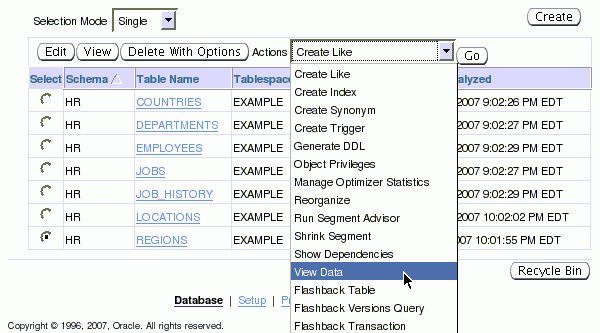 Selection Mode Single Create
Edit View Delete With Options Actions Create Like Go
Select Schema Table Name Tablespac alyzed
HR COUNTRIES EXAMPLE 2007 9:02:26 PM EDT
HR DEPARTMENTS EXAMPLE 2007 9:02:27 PM EDT
HR EMPLOYEES EXAMPLE 2007 9:02:29 PM EDT
HR JOBS EXAMPLE 2007 9:02:27 PM EDT
HR JOB_HISTORY EXAMPLE 2007 9:02:29 PM EDT
HR LOCATIONS EXAMPLE 2007 10:02:02 PM EDT
HR REGIONS EXAMPLE 007 10:01:55 PM EDT
Create Like
Create Index
Create Synonym
Create Trigger
Generate DDL
Object Privileges
Manage Optimizer Statistics
Reorganize
Run Segment Advisor
Shrink Segment
Show Dependencies
View Data
Flashback Table
Flashback Versions Query
Flashback Transaction
Recycle Bin
Database | Setup | P
Copyright © 1996, 2007, Oracle. All rights reserved.